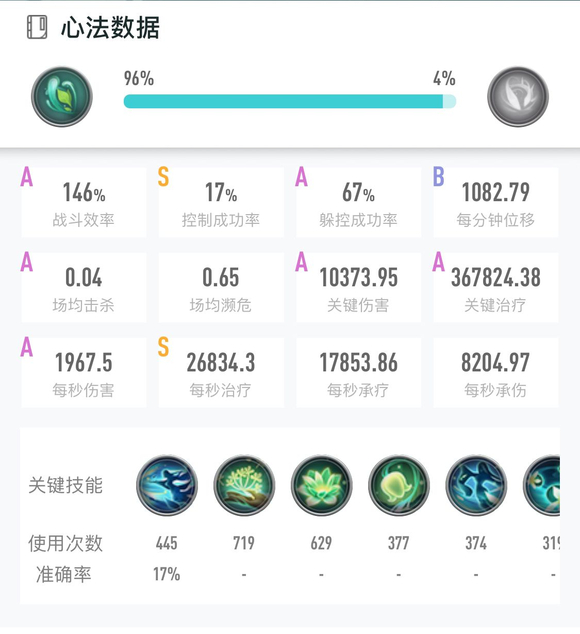 心法数据
96% 4%
A 146% S 17% A 67% B 1082.79
战斗效率 控制成功率 躲控成功率 每分钟位移
A 0.04 0.65 A 10373.95 A 367824.38
场均击杀 场均濒危 关键伤害 关键治疗
A 1967.5 S 26834.3 17853.86 8204.97
每秒伤害 每秒治疗 每秒承疗 每秒承伤
关键技能
使用次数 445 719 629 377 374 319
准确率 17% - - - - -